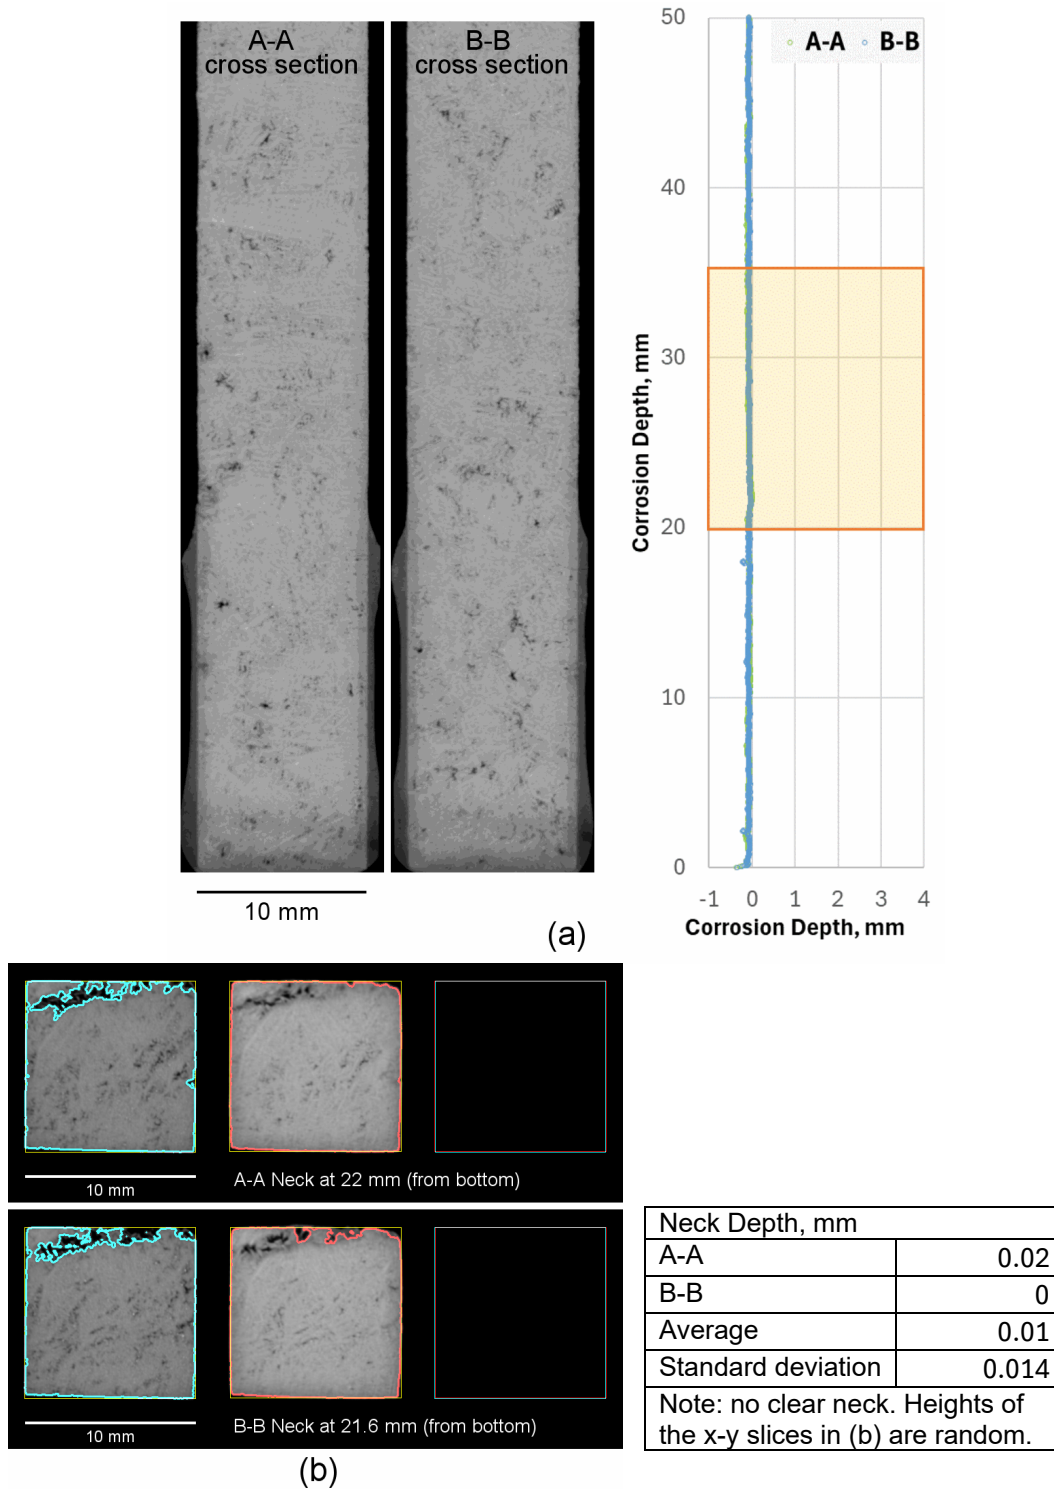 A-A
cross section
B-B
cross section
A-A B-B
50
40
30
20
10
0
Corrosion Depth, mm
-1 0 1 2 3 4
Corrosion Depth, mm
10 mm
(a)
10 mm
A-A Neck at 22 mm (from bottom)
10 mm
B-B Neck at 21.6 mm (from bottom)
(b)
Neck Depth, mm
A-A 0.02
B-B 0
Average 0.01
Standard deviation 0.014
Note: no clear neck. Heights of
the x-y slices in (b) are random.